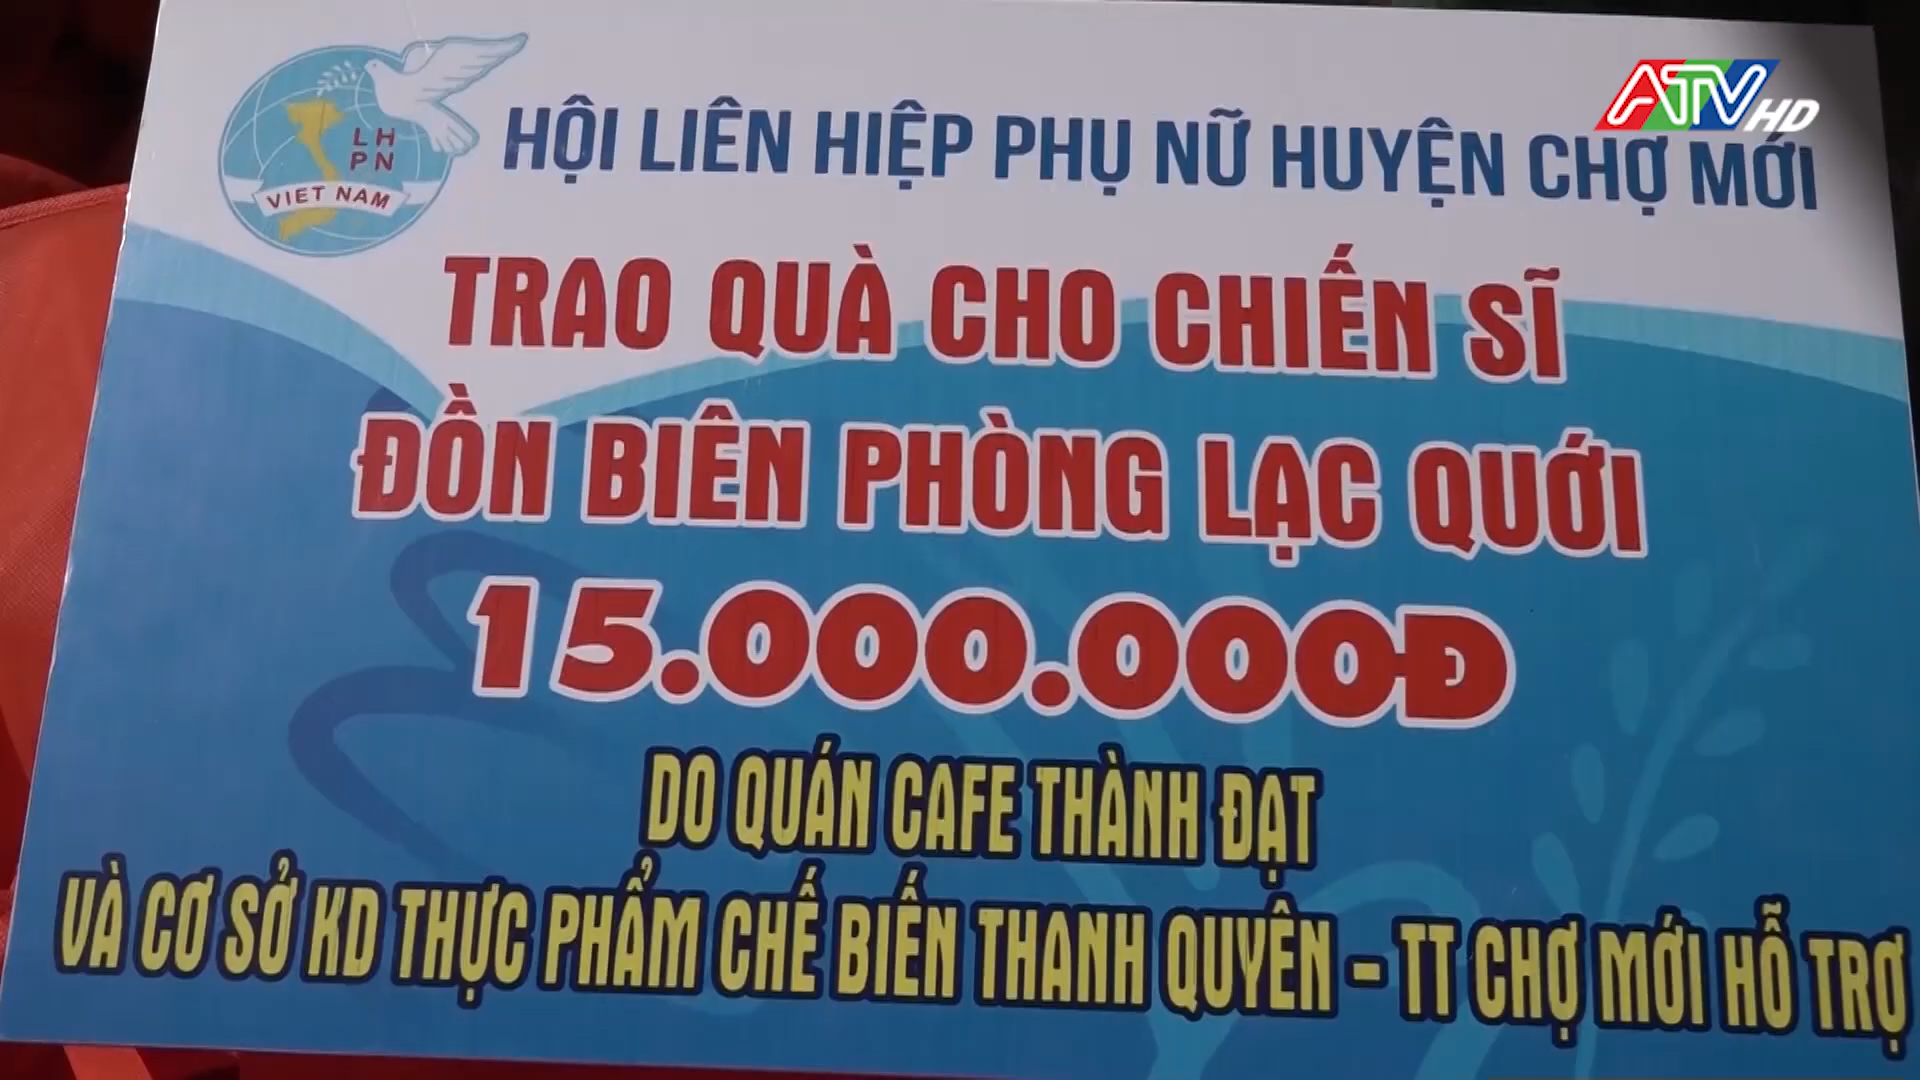 ATV HD
LH
PN
VIET NAM
HỘI LIÊN HIỆP PHỤ NỮ HUYỆN CHỢ MỚI
TRAO QUÀ CHO CHIẾN SĨ
ĐỒN BIÊN PHÒNG LẠC QUỚI
15.000.000Đ
DO QUÁN CAFE THÀNH ĐẠT
VÀ CƠ SỞ KD THỰC PHẨM CHẾ BIẾN THANH QUYÊN - TT CHỢ MỚI HỖ TRỢ